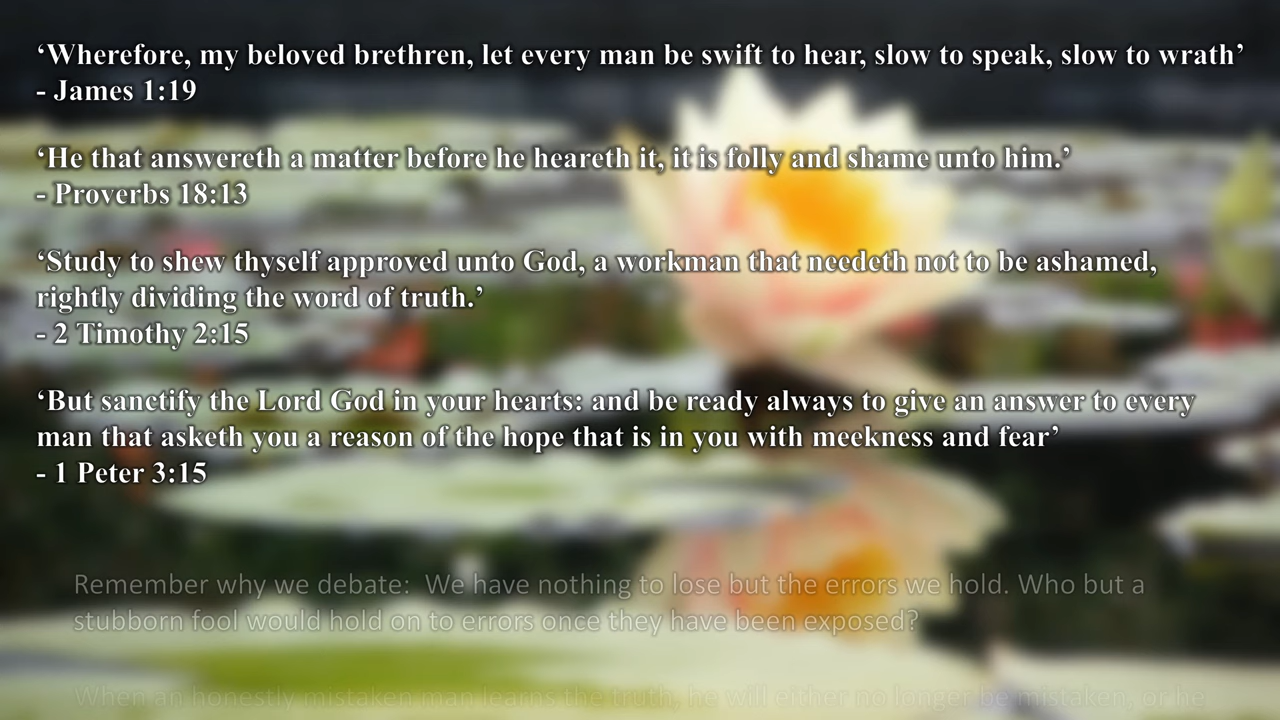 ‘Wherefore, my beloved brethren, let every man be swift to hear, slow to speak, slow to wrath’
- James 1:19
‘He that answereth a matter before he heareth it, it is folly and shame unto him.’
- Proverbs 18:13
‘Study to shew thyself approved unto God, a workman that needeth not to be ashamed,
rightly dividing the word of truth.’
- 2 Timothy 2:15
‘But sanctify the Lord God in your hearts: and be ready always to give an answer to every
man that asketh you a reason of the hope that is in you with meekness and fear’
- 1 Peter 3:15
Remember why we debate:  We have nothing to lose but the errors we hold. Who but a
stubborn fool would hold on to errors once they have been exposed?
When an honestly mistaken man learns the truth, he will either no longer be mistaken, or he